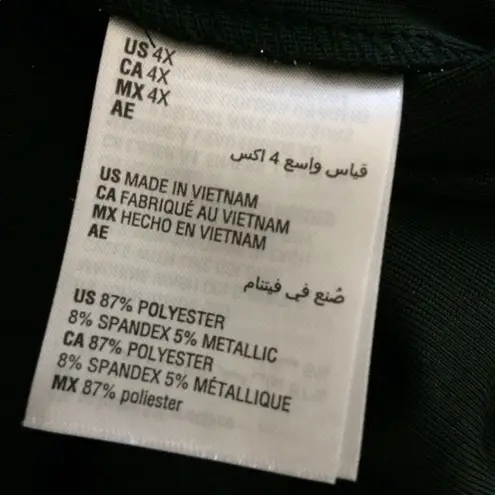 US 4X
CA 4X
MX 4X
AE
قياس واسع 4 اكس
US MADE IN VIETNAM
CA FABRIQUÉ AU VIETNAM
MX HECHO EN VIETNAM
AE
صُنع في فيتنام
US 87% POLYESTER
8% SPANDEX 5% METALLIC
CA 87% POLYESTER
8% SPANDEX 5% MÉTALLIQUE
MX 87% poliester